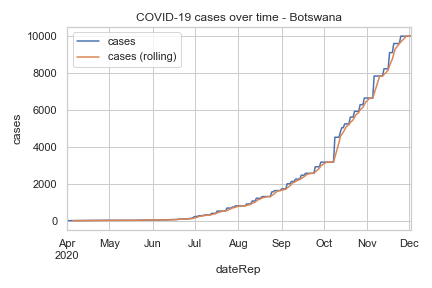 COVID-19 cases over time - Botswana
cases
cases (rolling)
10000
8000
6000
4000
2000
0
cases
Apr May Jun Jul Aug Sep Oct Nov Dec
2020
dateRep